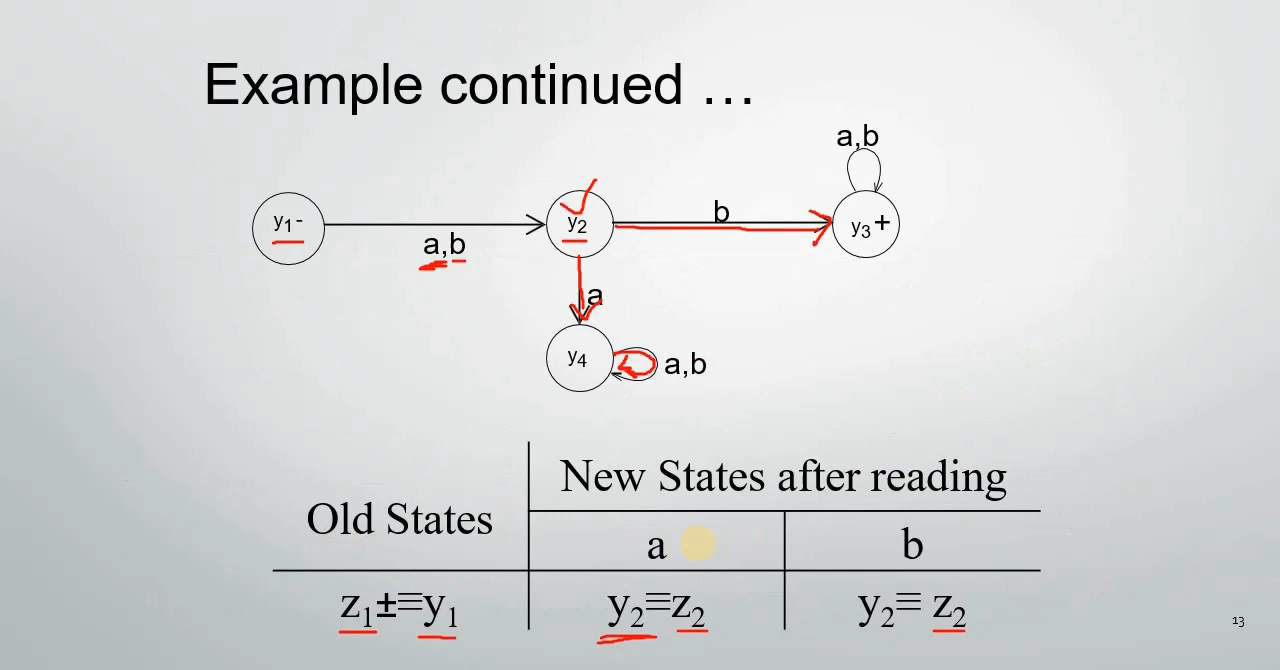 Example continued …
a,b
y1- y2 b y3+
a,b
a
y4 a,b
New States after reading
Old States
a b
z1±≡y1 y2≡z2 y2≡ z2
13